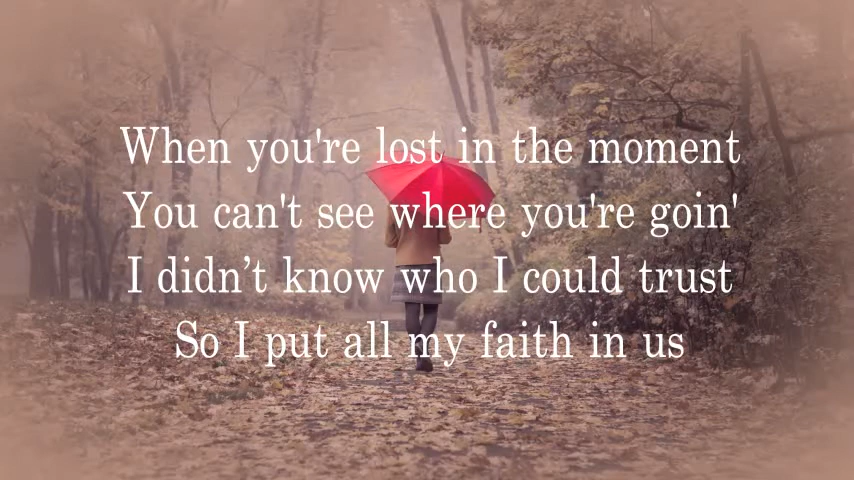 When you're lost in the moment
You can't see where you're goin'
I didn’t know who I could trust
So I put all my faith in us